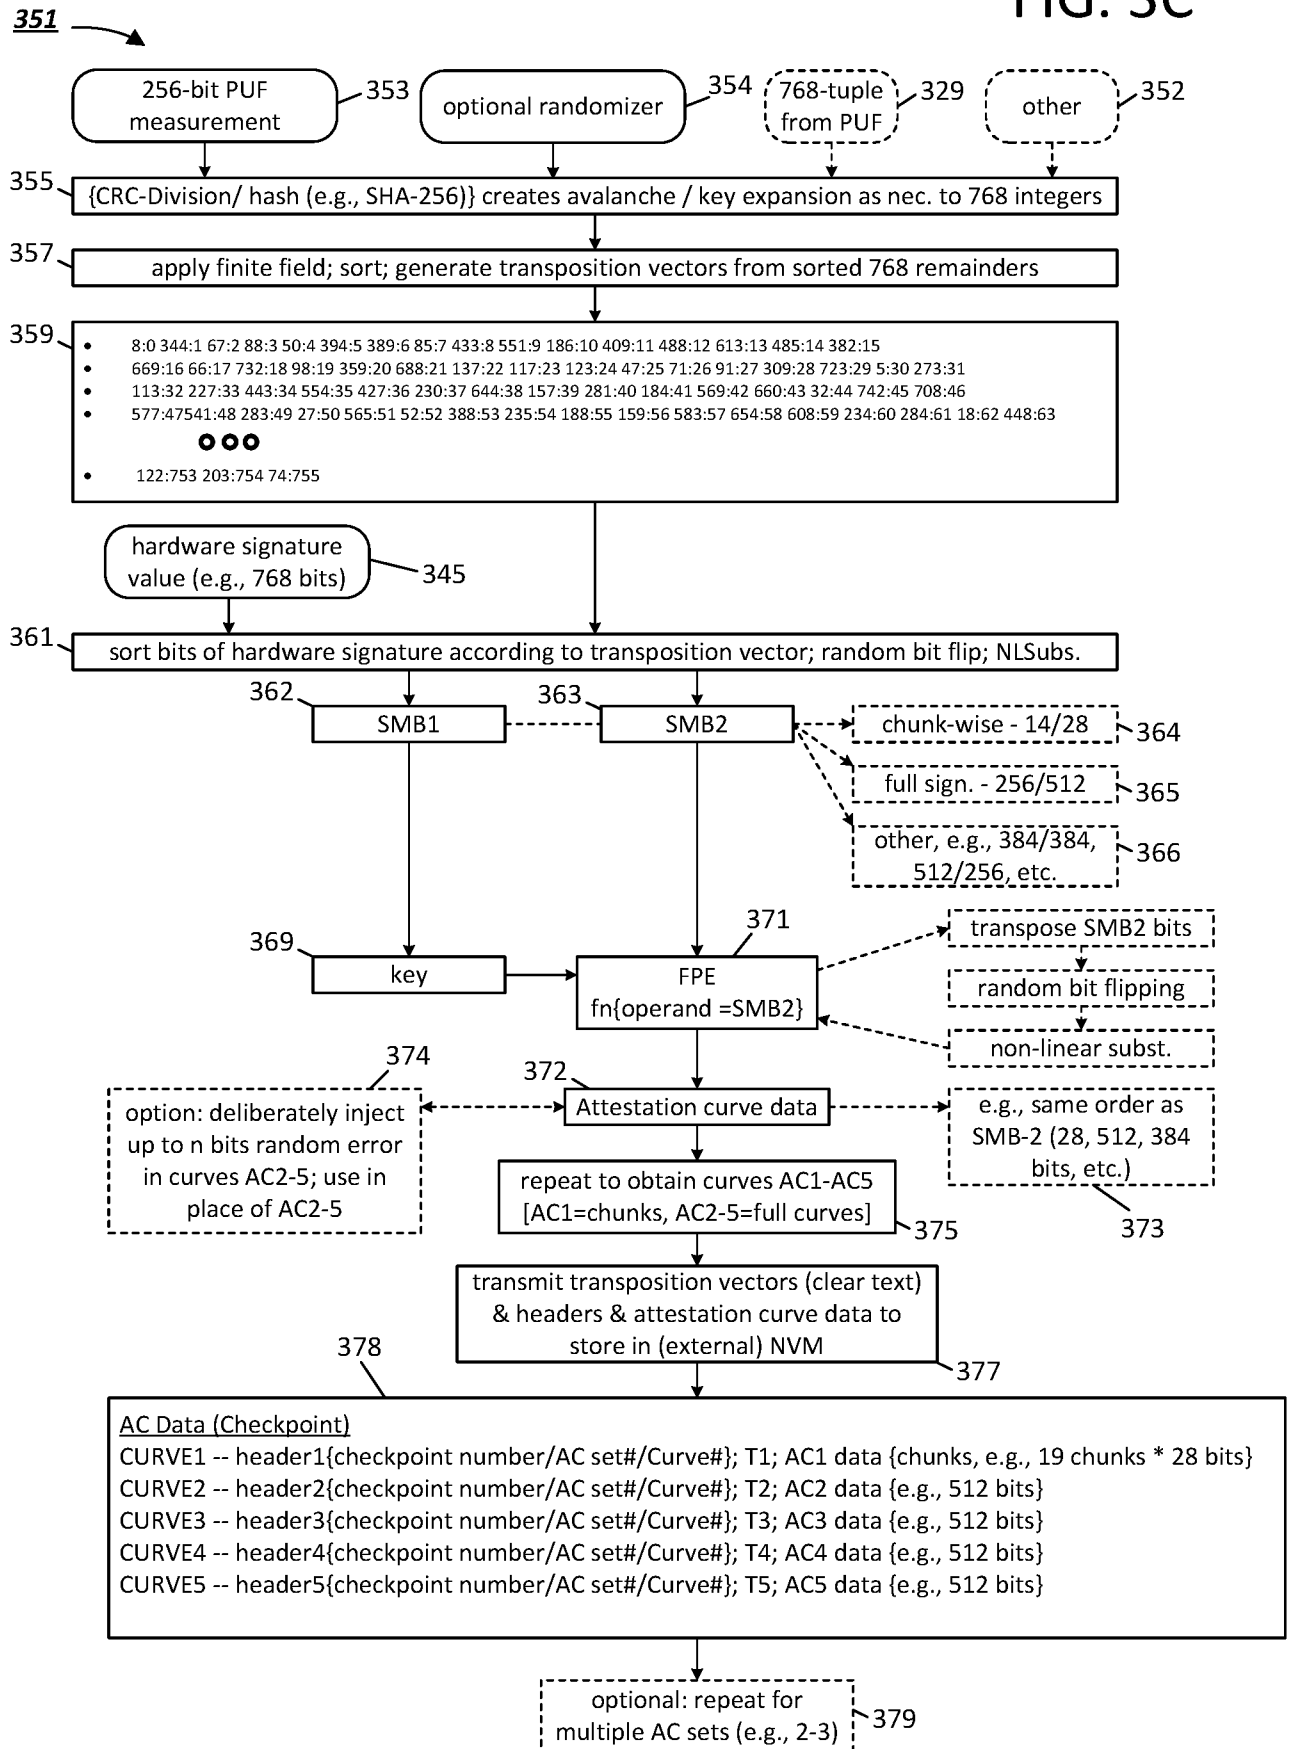 FIG. 3C
351
256-bit PUF
measurement
353
optional randomizer
354
768-tuple
from PUF
329
other
352
355
{CRC-Division/ hash (e.g., SHA-256)} creates avalanche / key expansion as nec. to 768 integers
357
apply finite field; sort; generate transposition vectors from sorted 768 remainders
359
• 8:0 344:1 67:2 88:3 50:4 394:5 389:6 85:7 433:8 551:9 186:10 409:11 488:12 613:13 485:14 382:15
• 669:16 66:17 732:18 98:19 359:20 688:21 137:22 117:23 123:24 47:25 71:26 91:27 309:28 723:29 5:30 273:31
• 113:32 227:33 443:34 554:35 427:36 230:37 644:38 157:39 281:40 184:41 569:42 660:43 32:44 742:45 708:46
• 577:47541:48 283:49 27:50 565:51 52:52 388:53 235:54 188:55 159:56 583:57 654:58 608:59 234:60 284:61 18:62 448:63
• 122:753 203:754 74:755
hardware signature
value (e.g., 768 bits)
345
361
sort bits of hardware signature according to transposition vector; random bit flip; NLSubs.
362
SMB1
363
SMB2
chunk-wise - 14/28
364
full sign. - 256/512
365
other, e.g., 384/384,
512/256, etc.
366
369
key
371
FPE
fn{operand =SMB2}
transpose SMB2 bits
random bit flipping
non-linear subst.
374
option: deliberately inject
up to n bits random error
in curves AC2-5; use in
place of AC2-5
372
Attestation curve data
e.g., same order as
SMB-2 (28, 512, 384
bits, etc.)
373
repeat to obtain curves AC1-AC5
[AC1=chunks, AC2-5=full curves]
375
transmit transposition vectors (clear text)
& headers & attestation curve data to
store in (external) NVM
377
378
AC Data (Checkpoint)
CURVE1 -- header1{checkpoint number/AC set#/Curve#}; T1; AC1 data {chunks, e.g., 19 chunks * 28 bits}
CURVE2 -- header2{checkpoint number/AC set#/Curve#}; T2; AC2 data {e.g., 512 bits}
CURVE3 -- header3{checkpoint number/AC set#/Curve#}; T3; AC3 data {e.g., 512 bits}
CURVE4 -- header4{checkpoint number/AC set#/Curve#}; T4; AC4 data {e.g., 512 bits}
CURVE5 -- header5{checkpoint number/AC set#/Curve#}; T5; AC5 data {e.g., 512 bits}
optional: repeat for
multiple AC sets (e.g., 2-3)
379